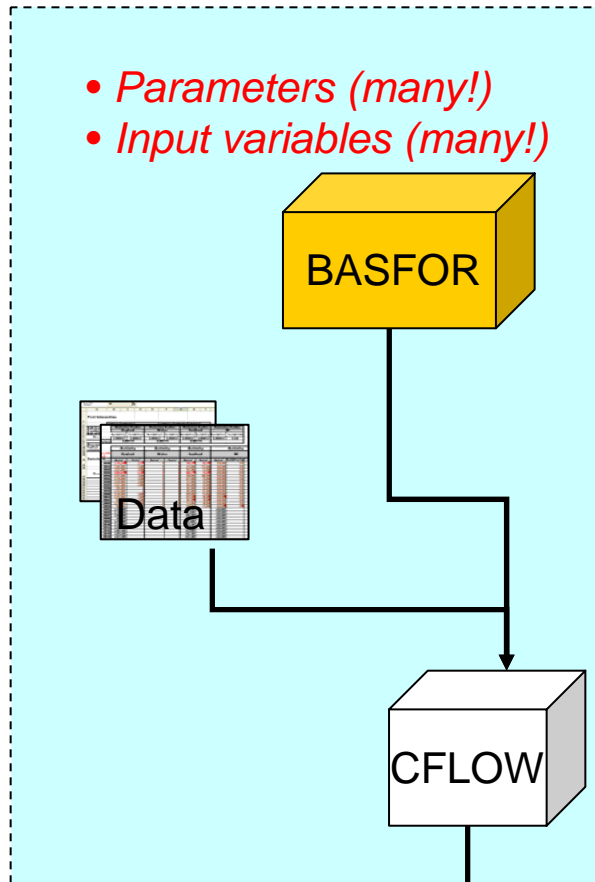 • Parameters (many!)
• Input variables (many!)
BASFOR
Data
CFLOW